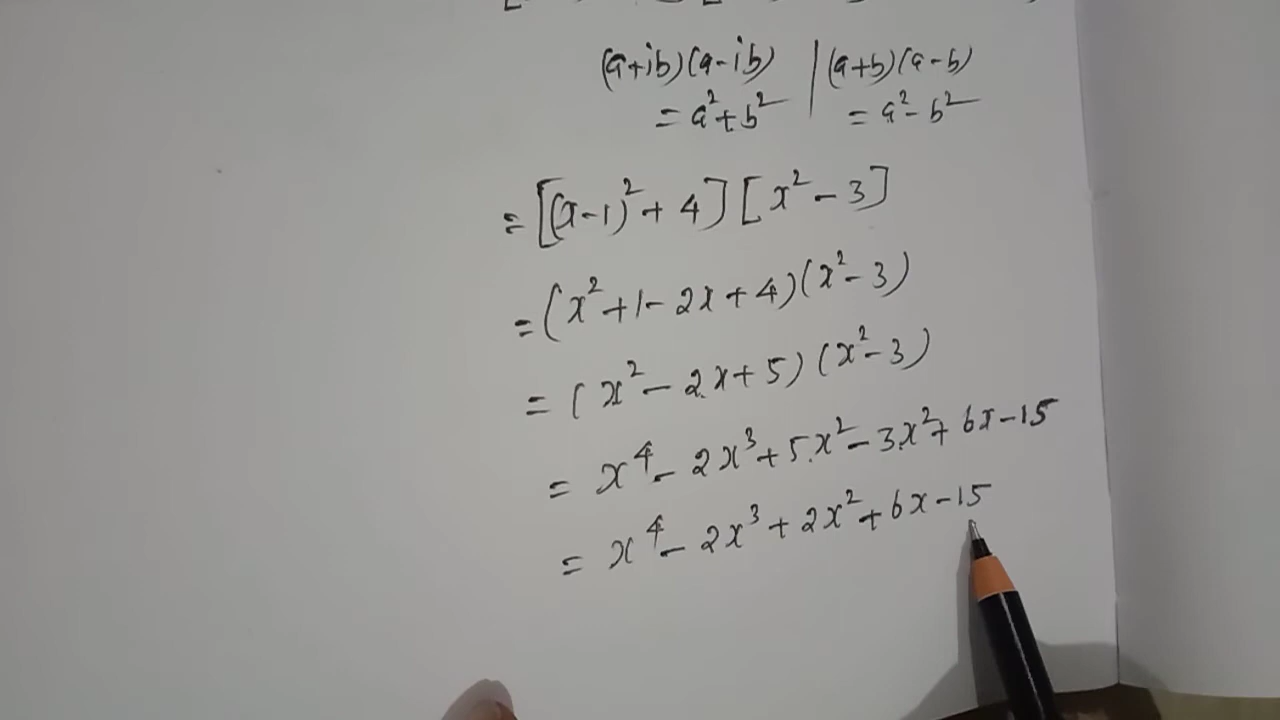 (a+ib)(a-ib) | (a+b)(a-b)
= a²+b² | = a²-b²
= [(x-1)²+4][x²-3]
= (x²+1-2x+4)(x²-3)
= (x²-2x+5)(x²-3)
= x⁴-2x³+5x²-3x²+6x-15
= x⁴-2x³+2x²+6x-15